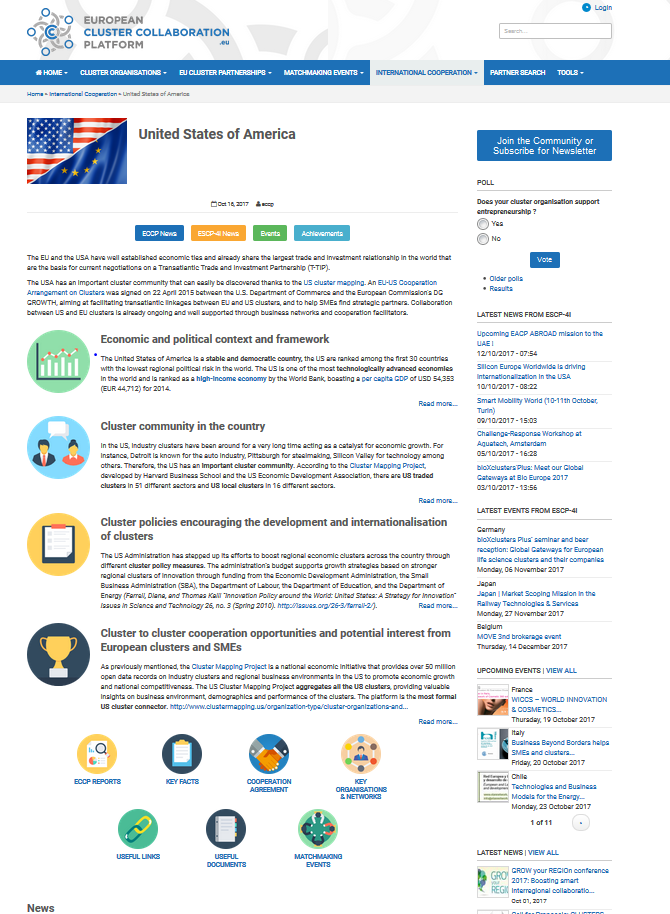 Login
EUROPEAN
CLUSTER COLLABORATION
PLATFORM
.eu
Search...
HOME
CLUSTER ORGANISATIONS
EU CLUSTER PARTNERSHIPS
MATCHMAKING EVENTS
INTERNATIONAL COOPERATION
PARTNER SEARCH
TOOLS
Home » International Cooperation » United States of America
United States of America
Oct 16, 2017 eccp
ECCP News
ESCP-4i News
Events
Achievements
The EU and the USA have well established economic ties and already share the largest trade and investment relationship in the world that
are the basis for current negotiations on a Transatlantic Trade and Investment Partnership (T-TIP).
The USA has an important cluster community that can easily be discovered thanks to the US cluster mapping. An EU-US Cooperation
Arrangement on Clusters was signed on 22 April 2015 between the U.S. Department of Commerce and the European Commission's DG
GROWTH, aiming at facilitating transatlantic linkages between EU and US clusters, and to help SMEs find strategic partners. Collaboration
between US and EU clusters is already ongoing and well supported through business networks and cooperation facilitators.
Economic and political context and framework
The United States of America is a stable and democratic country, the US are ranked among the first 30 countries
with the lowest regional political risk in the world. The US is one of the most technologically advanced economies
in the world and is ranked as a high-income economy by the World Bank, boasting a per capita GDP of USD 54,353
(EUR 44,712) for 2014.
Read more...
Cluster community in the country
In the US, industry clusters have been around for a very long time acting as a catalyst for economic growth. For
instance, Detroit is known for the auto industry, Pittsburgh for steelmaking, Silicon Valley for technology among
others. Therefore, the US has an important cluster community. According to the Cluster Mapping Project,
developed by Harvard Business School and the US Economic Development Association, there are US traded
clusters in 51 different sectors and US local clusters in 16 different sectors.
Read more...
Cluster policies encouraging the development and internationalisation
of clusters
The US Administration has stepped up its efforts to boost regional economic clusters across the country through
different cluster policy measures. The administration's budget supports growth strategies based on stronger
regional clusters of innovation through funding from the Economic Development Administration, the Small
Business Administration (SBA), the Department of Labour, the Department of Education, and the Department of
Energy (Farrell, Diana, and Thomas Kalil "Innovation Policy around the World: United States: A Strategy for Innovation"
Issues in Science and Technology 26, no. 3 (Spring 2010). http://issues.org/26-3/farrell-2/).
Read more...
Cluster to cluster cooperation opportunities and potential interest from
European clusters and SMEs
As previously mentioned, the Cluster Mapping Project is a national economic initiative that provides over 50 million
open data records on industry clusters and regional business environments in the US to promote economic growth
and national competitiveness. The US Cluster Mapping Project aggregates all the US clusters, providing valuable
insights on business environment, demographics and performance of the clusters. The platform is the most formal
US cluster connector. http://www.clustermapping.us/organization-type/cluster-organizations-and...
Read more...
ECCP REPORTS
KEY FACTS
COOPERATION
AGREEMENT
KEY
ORGANISATIONS
& NETWORKS
USEFUL LINKS
USEFUL
DOCUMENTS
MATCHMAKING
EVENTS
News
Join the Community or
Subscribe for Newsletter
POLL
Does your cluster organisation support
entrepreneurship ?
Yes
No
Vote
Older polls
Results
LATEST NEWS FROM ESCP-4I
Upcoming EACP ABROAD mission to the
UAE !
12/10/2017 - 07:54
Silicon Europe Worldwide is driving
internationalization in the USA
10/10/2017 - 08:22
Smart Mobility World (10-11th October,
Turin)
09/10/2017 - 15:03
Challenge-Response Workshop at
Aquatech, Amsterdam
05/10/2017 - 16:28
bioXclusters Plus: Meet our Global
Gateways at Bio Europe 2017
03/10/2017 - 13:56
LATEST EVENTS FROM ESCP-4I
Germany
bioXclusters Plus' seminar and beer
reception: Global Gateways for European
life science clusters and their companies
Monday, 06 November 2017
Japan
Japan | Market Scoping Mission in the
Railway Technologies & Services
Monday, 27 November 2017
Belgium
MOVE 3nd brokerage event
Thursday, 14 December 2017
UPCOMING EVENTS | VIEW ALL
France
WICCS – WORLD INNOVATION
& COSMETICS...
Thursday, 19 October 2017
Italy
Business Beyond Borders helps
SMEs and clusters...
Friday, 20 October 2017
Chile
Technologies and Business
Models for the Energy...
Monday, 23 October 2017
1 of 11
LATEST NEWS | VIEW ALL
GROW your REGIOn conference
2017: Boosting smart
interregional collaboratio...
Oct 01, 2017